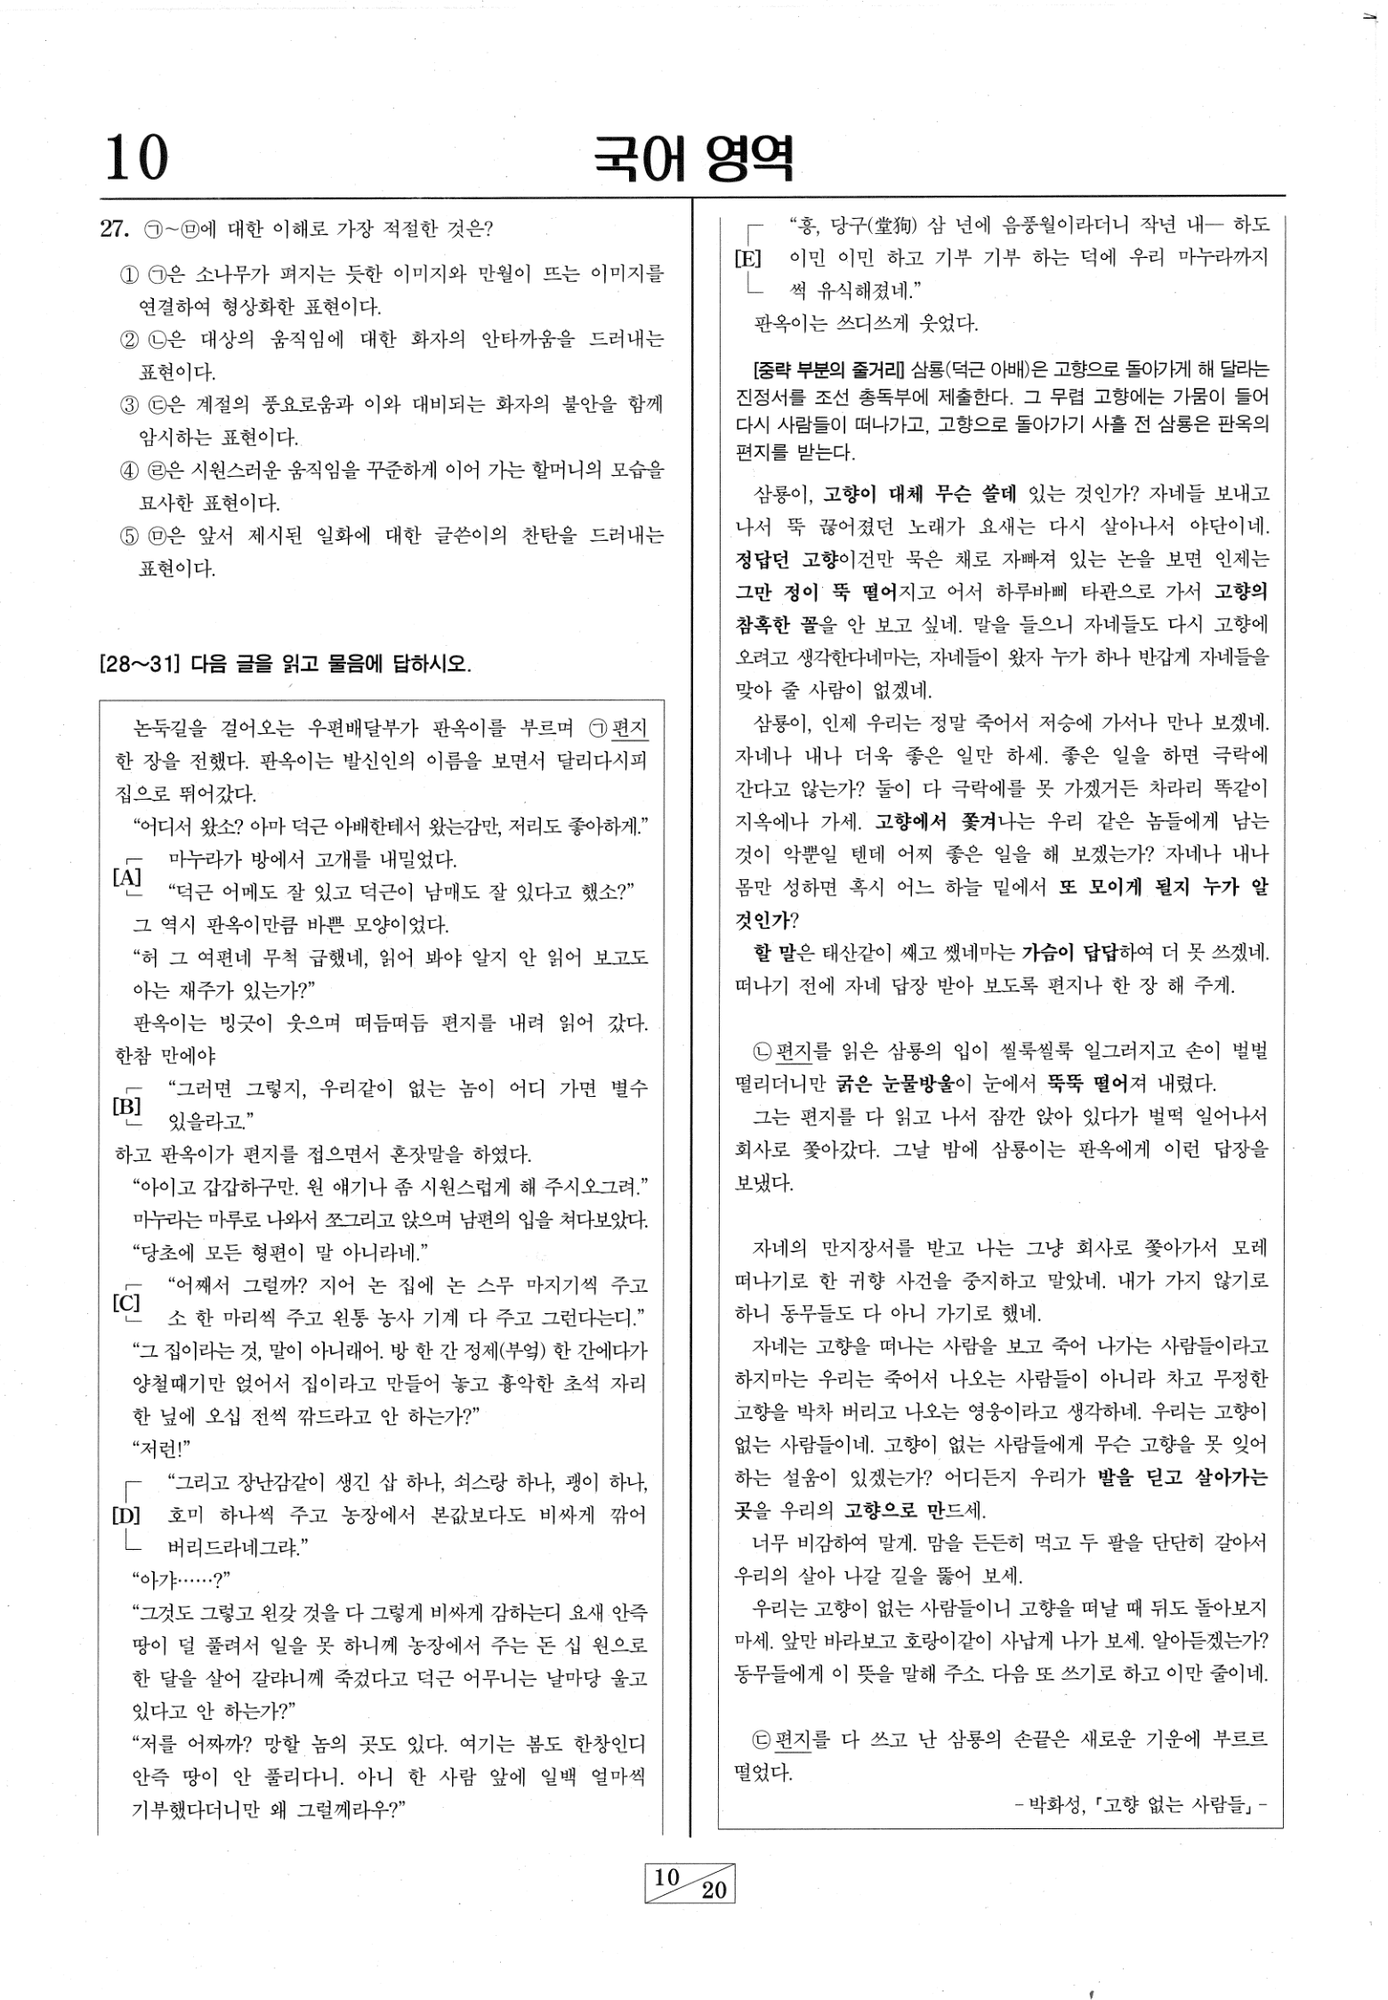 10
국어 영역
27. ㉠~㉤에 대한 이해로 가장 적절한 것은?
① ㉠은 소나무가 펴지는 듯한 이미지와 만월이 뜨는 이미지를
연결하여 형상화한 표현이다.
② ㉡은 대상의 움직임에 대한 화자의 안타까움을 드러내는
표현이다.
③ ㉢은 계절의 풍요로움과 이와 대비되는 화자의 불안을 함께
암시하는 표현이다.
④ ㉣은 시원스러운 움직임을 꾸준하게 이어 가는 할머니의 모습을
묘사한 표현이다.
⑤ ㉤은 앞서 제시된 일화에 대한 글쓴이의 찬탄을 드러내는
표현이다.
[28~31] 다음 글을 읽고 물음에 답하시오.
논둑길을 걸어오는 우편배달부가 판옥이를 부르며 ㉠편지
한 장을 전했다. 판옥이는 발신인의 이름을 보면서 달리다시피
집으로 뛰어갔다.
“어디서 왔소? 아마 덕근 아배한테서 왔는감만, 저리도 좋아하게.”
마누라가 방에서 고개를 내밀었다.
[A]
“덕근 어메도 잘 있고 덕근이 남매도 잘 있다고 했소?”
그 역시 판옥이만큼 바쁜 모양이었다.
“허 그 여편네 무척 급했네, 읽어 봐야 알지 안 읽어 보고도
아는 재주가 있는가?”
판옥이는 빙긋이 웃으며 떠듬떠듬 편지를 내려 읽어 갔다.
한참 만에야
[B] “그러면 그렇지, 우리같이 없는 놈이 어디 가면 별수
있을라고.”
하고 판옥이가 편지를 접으면서 혼잣말을 하였다.
“아이고 갑갑하구만. 원 얘기나 좀 시원스럽게 해 주시오그려.”
마누라는 마루로 나와서 쪼그리고 앉으며 남편의 입을 쳐다보았다.
“당초에 모든 형편이 말 아니라네.”
[C] “어째서 그럴까? 지어 논 집에 논 스무 마지기씩 주고
소 한 마리씩 주고 왼통 농사 기계 다 주고 그런다는디.”
“그 집이라는 것, 말이 아니래어. 방 한 간 정제(부엌) 한 간에다가
양철때기만 얹어서 집이라고 만들어 놓고 흉악한 초석 자리
한 닢에 오십 전씩 깎드라고 안 하는가?”
“저런!”
“그리고 장난감같이 생긴 삽 하나, 쇠스랑 하나, 괭이 하나,
[D] 호미 하나씩 주고 농장에서 본값보다도 비싸게 깎어
버리드라네그랴.”
“아갸……?”
“그것도 그렇고 왼갖 것을 다 그렇게 비싸게 감하는디 요새 안즉
땅이 덜 풀려서 일을 못 하니께 농장에서 주는 돈 십 원으로
한 달을 살어 갈랴니께 죽겄다고 덕근 어무니는 날마당 울고
있다고 안 하는가?”
“저를 어짜까? 망할 놈의 곳도 있다. 여기는 봄도 한창인디
안즉 땅이 안 풀리다니. 아니 한 사람 앞에 일백 얼마씩
기부했다더니만 왜 그럴께라우?”
“흥, 당구(堂狗) 삼 년에 음풍월이라더니 작년 내― 하도
[E] 이민 이민 하고 기부 기부 하는 덕에 우리 마누라까지
썩 유식해졌네.”
판옥이는 쓰디쓰게 웃었다.
[중략 부분의 줄거리] 삼룡(덕근 아배)은 고향으로 돌아가게 해 달라는
진정서를 조선 총독부에 제출한다. 그 무렵 고향에는 가뭄이 들어
다시 사람들이 떠나가고, 고향으로 돌아가기 사흘 전 삼룡은 판옥의
편지를 받는다.
삼룡이, 고향이 대체 무슨 쓸데 있는 것인가? 자네들 보내고
나서 뚝 끊어졌던 노래가 요새는 다시 살아나서 야단이네.
정답던 고향이건만 묵은 채로 자빠져 있는 논을 보면 인제는
그만 정이 뚝 떨어지고 어서 하루바삐 타관으로 가서 고향의
참혹한 꼴을 안 보고 싶네. 말을 들으니 자네들도 다시 고향에
오려고 생각한다네마는, 자네들이 왔자 누가 하나 반갑게 자네들을
맞아 줄 사람이 없겠네.
삼룡이, 인제 우리는 정말 죽어서 저승에 가서나 만나 보겠네.
자네나 내나 더욱 좋은 일만 하세. 좋은 일을 하면 극락에
간다고 않는가? 둘이 다 극락에를 못 가겠거든 차라리 똑같이
지옥에나 가세. 고향에서 쫓겨나는 우리 같은 놈들에게 남는
것이 악뿐일 텐데 어찌 좋은 일을 해 보겠는가? 자네나 내나
몸만 성하면 혹시 어느 하늘 밑에서 또 모이게 될지 누가 알
것인가?
할 말은 태산같이 쌔고 쌨네마는 가슴이 답답하여 더 못 쓰겠네.
떠나기 전에 자네 답장 받아 보도록 편지나 한 장 해 주게.
㉡편지를 읽은 삼룡의 입이 씰룩씰룩 일그러지고 손이 벌벌
떨리더니만 굵은 눈물방울이 눈에서 뚝뚝 떨어져 내렸다.
그는 편지를 다 읽고 나서 잠깐 앉아 있다가 벌떡 일어나서
회사로 쫓아갔다. 그날 밤에 삼룡이는 판옥에게 이런 답장을
보냈다.
자네의 만지장서를 받고 나는 그냥 회사로 쫓아가서 모레
떠나기로 한 귀향 사건을 중지하고 말았네. 내가 가지 않기로
하니 동무들도 다 아니 가기로 했네.
자네는 고향을 떠나는 사람을 보고 죽어 나가는 사람들이라고
하지마는 우리는 죽어서 나오는 사람들이 아니라 차고 무정한
고향을 박차 버리고 나오는 영웅이라고 생각하네. 우리는 고향이
없는 사람들이네. 고향이 없는 사람들에게 무슨 고향을 못 잊어
하는 설움이 있겠는가? 어디든지 우리가 발을 딛고 살아가는
곳을 우리의 고향으로 만드세.
너무 비감하여 말게. 맘을 든든히 먹고 두 팔을 단단히 갈아서
우리의 살아 나갈 길을 뚫어 보세.
우리는 고향이 없는 사람들이니 고향을 떠날 때 뒤도 돌아보지
마세. 앞만 바라보고 호랑이같이 사납게 나가 보세. 알아듣겠는가?
동무들에게 이 뜻을 말해 주소. 다음 또 쓰기로 하고 이만 줄이네.
㉢편지를 다 쓰고 난 삼룡의 손끝은 새로운 기운에 부르르
떨었다.
- 박화성, 「고향 없는 사람들」 -
10
20